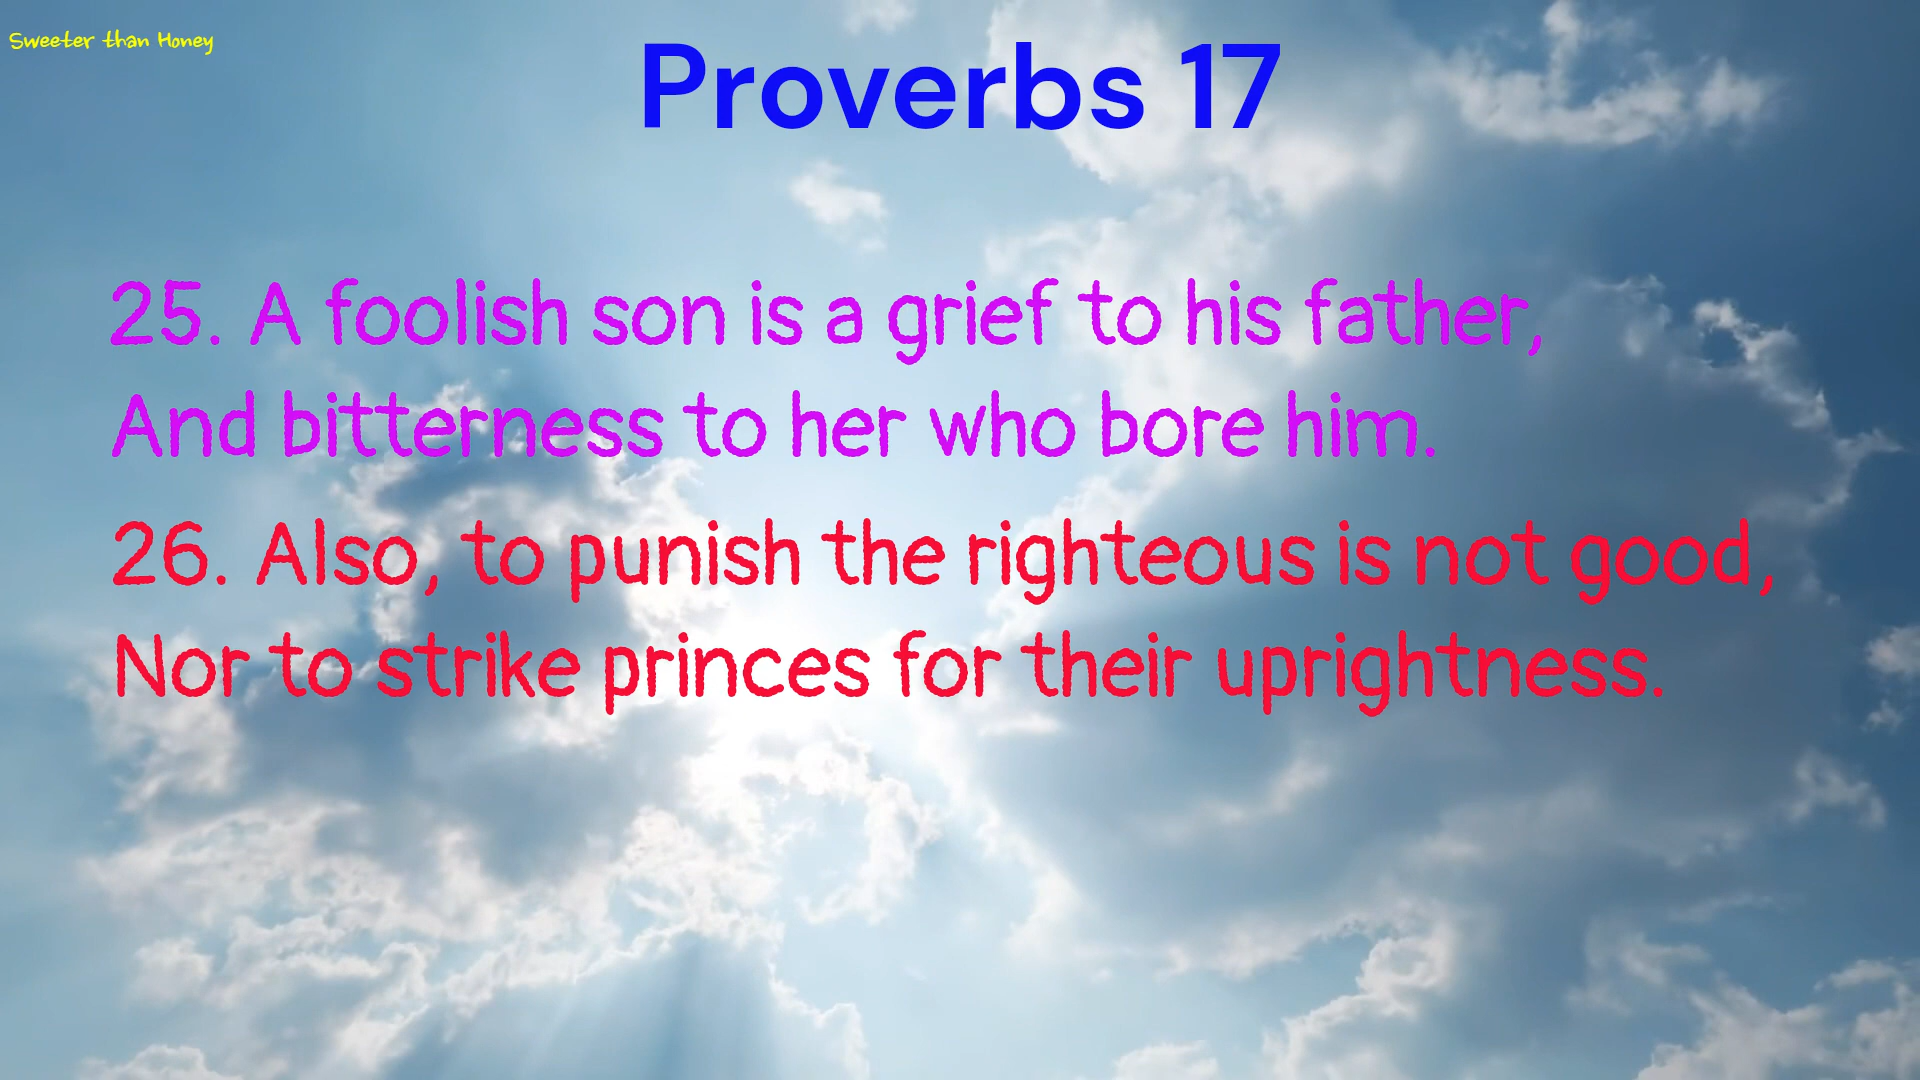 Sweeter than Honey
Proverbs 17
25. A foolish son is a grief to his father,
And bitterness to her who bore him.
26. Also, to punish the righteous is not good,
Nor to strike princes for their uprightness.